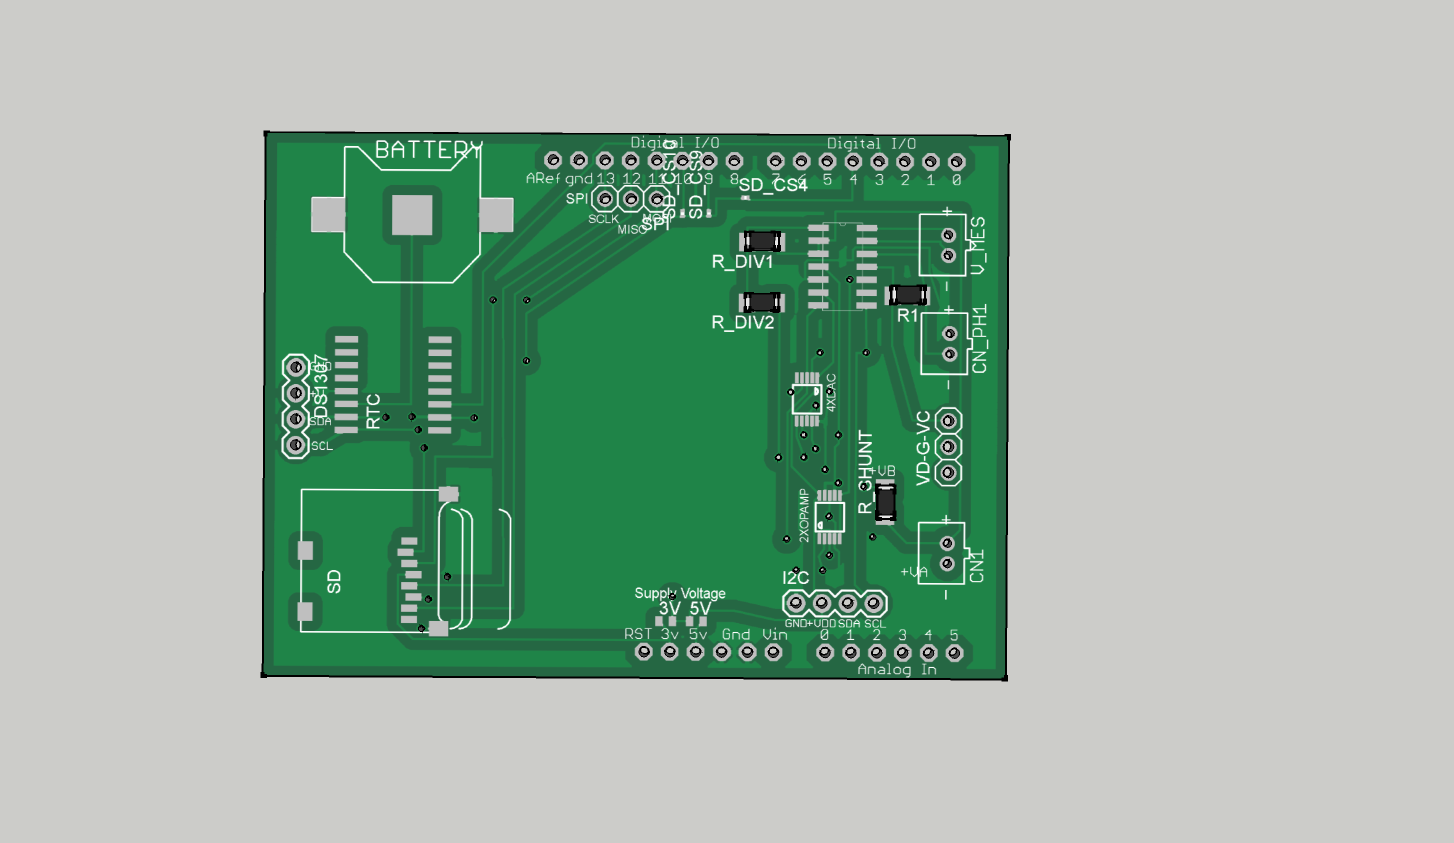 Digital I/O
Digital I/O
BATTERY
ARef gnd 13 12 11 10 9 8
7 6 5 4 3 2 1 0
SPI
SCLK
MISO
SPI
SD_CS10
SD_CS9
SD_CS4
+
V_MES
−
R_DIV1
R_DIV2
R1
+
CN_PH1
−
DS1307
SDA
SCL
RTC
4XDAC
VD-G-VC
R_SHUNT
+VB
2XOPAMP
+
CN1
+VA
−
SD
I2C
Supply Voltage
3V 5V
GND +VDD SDA SCL
RST 3v 5v Gnd Vin
0 1 2 3 4 5
Analog In